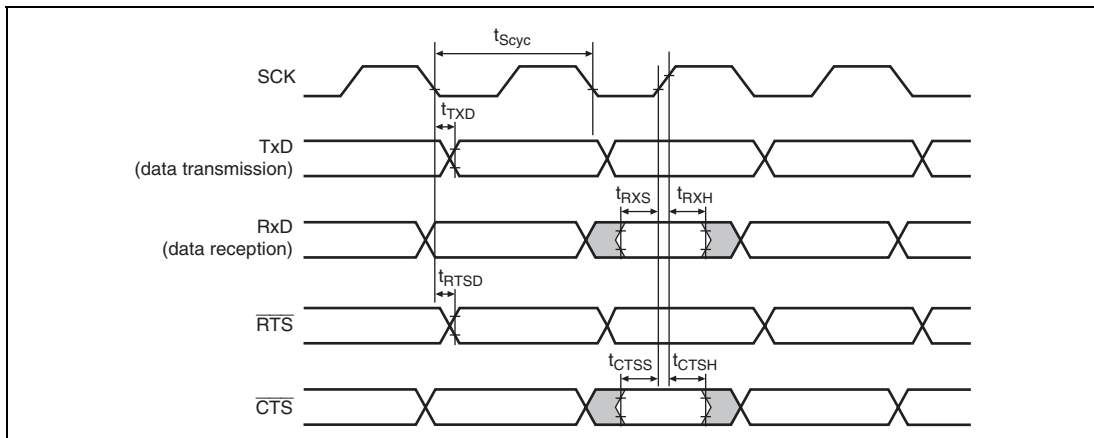 tScyc
SCK
tTXD
TxD
(data transmission)
tRXS tRXH
RxD
(data reception)
tRTSD
RTS
tCTSS tCTSH
CTS